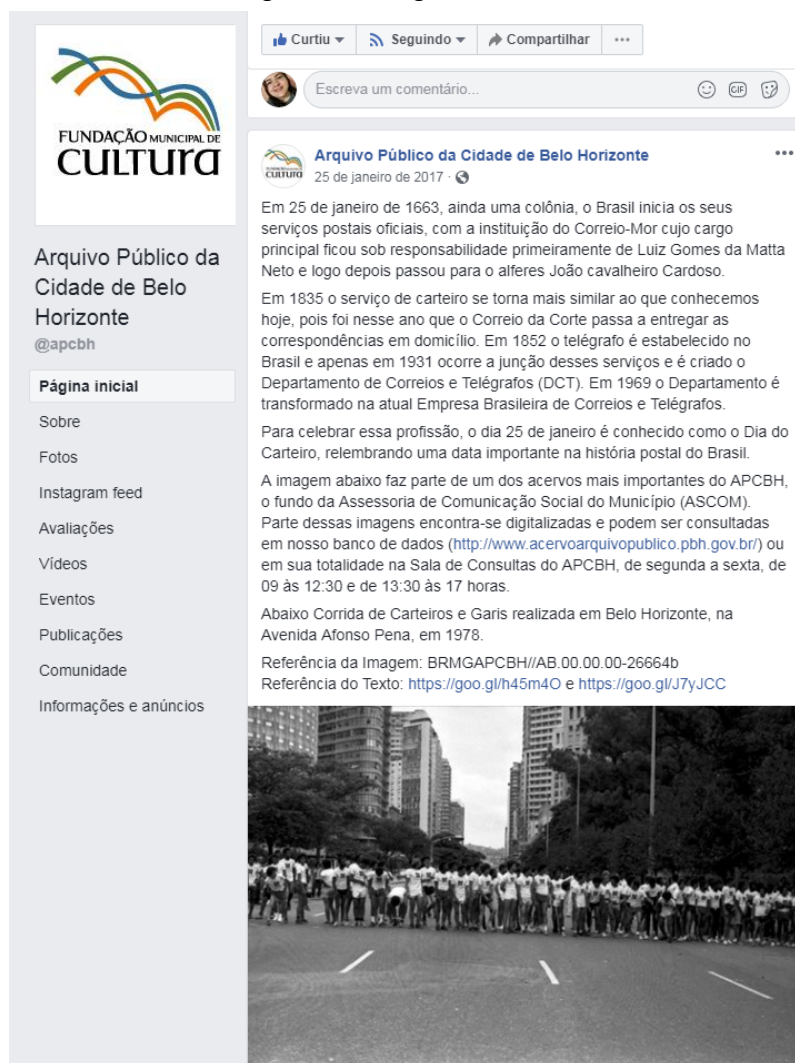 FUNDAÇÃO MUNICIPAL DE
CULTURA
Arquivo Público da
Cidade de Belo
Horizonte
@apcbh
Página inicial
Sobre
Fotos
Instagram feed
Avaliações
Vídeos
Eventos
Publicações
Comunidade
Informações e anúncios
Curtiu
Seguindo
Compartilhar
Escreva um comentário...
GIF
Arquivo Público da Cidade de Belo Horizonte
25 de janeiro de 2017 ·
Em 25 de janeiro de 1663, ainda uma colônia, o Brasil inicia os seus
serviços postais oficiais, com a instituição do Correio-Mor cujo cargo
principal ficou sob responsabilidade primeiramente de Luiz Gomes da Matta
Neto e logo depois passou para o alferes João cavalheiro Cardoso.
Em 1835 o serviço de carteiro se torna mais similar ao que conhecemos
hoje, pois foi nesse ano que o Correio da Corte passa a entregar as
correspondências em domicílio. Em 1852 o telégrafo é estabelecido no
Brasil e apenas em 1931 ocorre a junção desses serviços e é criado o
Departamento de Correios e Telégrafos (DCT). Em 1969 o Departamento é
transformado na atual Empresa Brasileira de Correios e Telégrafos.
Para celebrar essa profissão, o dia 25 de janeiro é conhecido como o Dia do
Carteiro, relembrando uma data importante na história postal do Brasil.
A imagem abaixo faz parte de um dos acervos mais importantes do APCBH,
o fundo da Assessoria de Comunicação Social do Município (ASCOM).
Parte dessas imagens encontra-se digitalizadas e podem ser consultadas
em nosso banco de dados (http://www.acervoarquivopublico.pbh.gov.br/) ou
em sua totalidade na Sala de Consultas do APCBH, de segunda a sexta, de
09 às 12:30 e de 13:30 às 17 horas.
Abaixo Corrida de Carteiros e Garis realizada em Belo Horizonte, na
Avenida Afonso Pena, em 1978.
Referência da Imagem: BRMGAPCBH//AB.00.00.00-26664b
Referência do Texto: https://goo.gl/h45m4O e https://goo.gl/J7yJCC